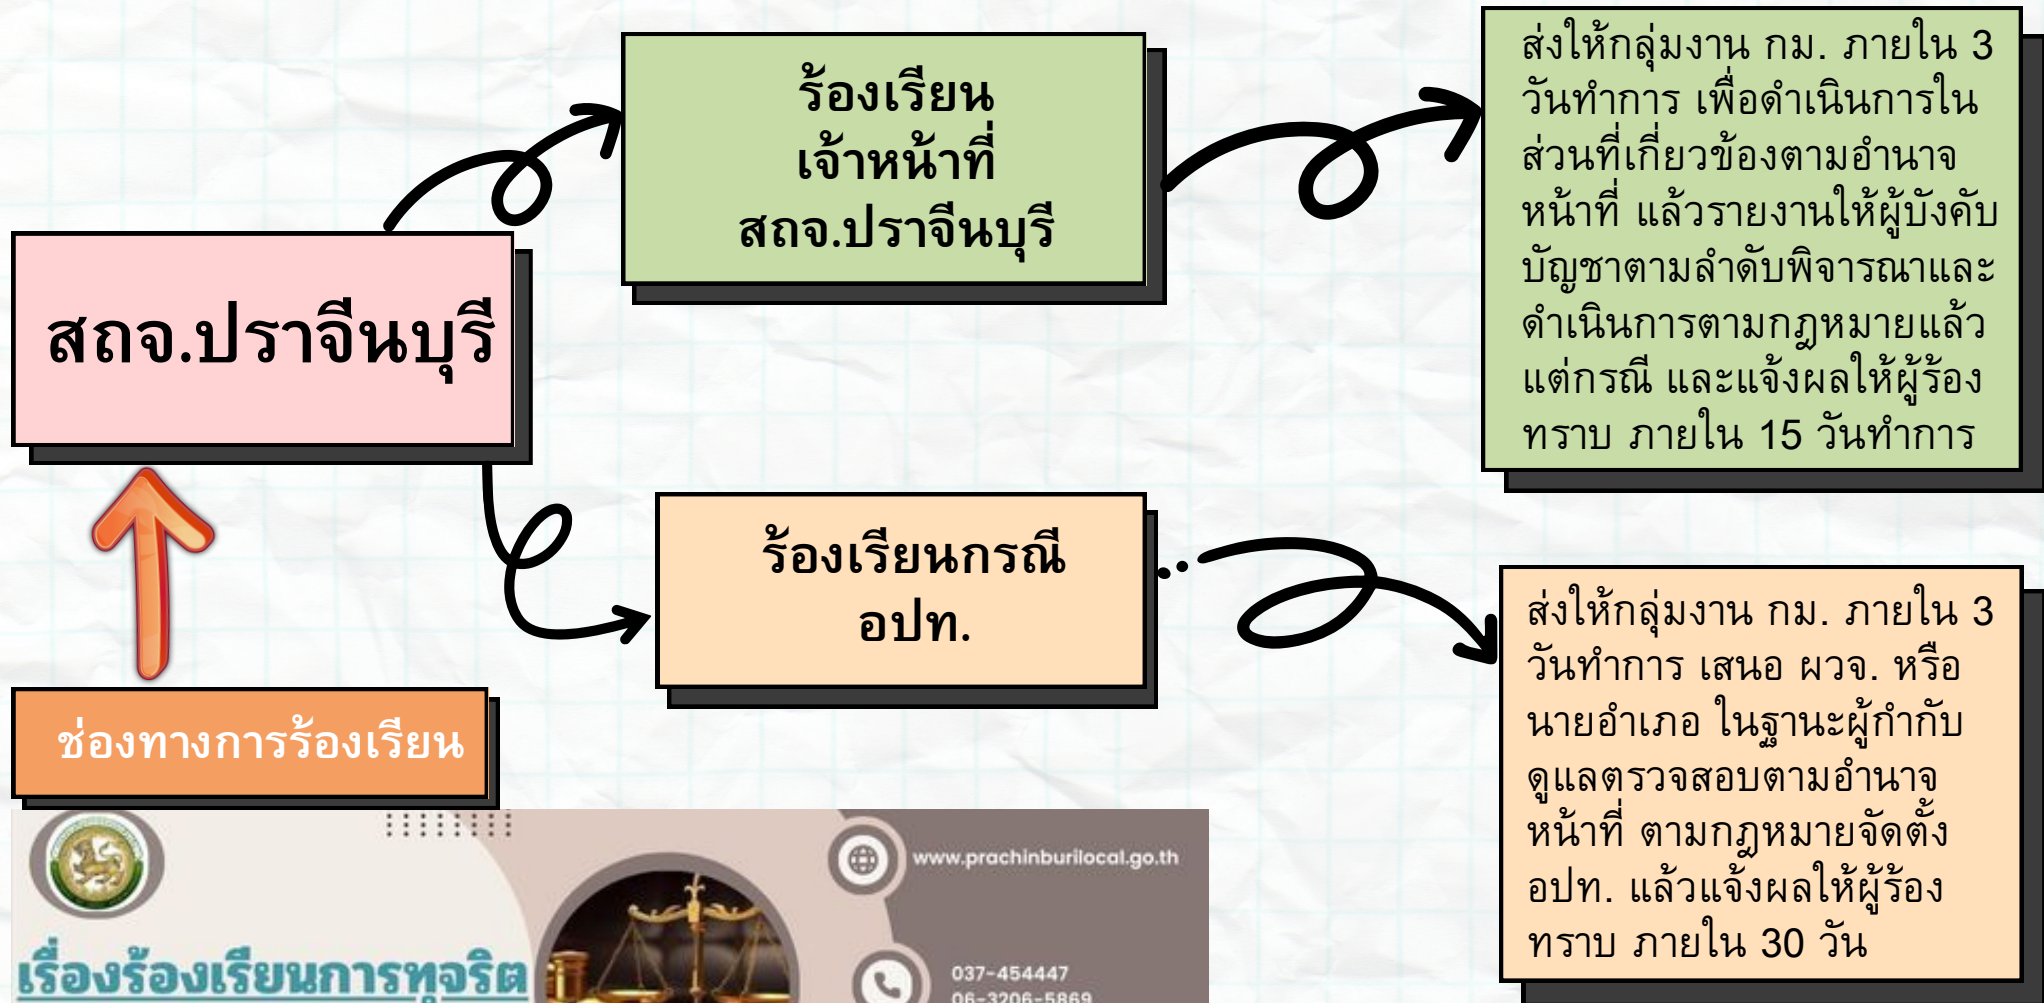 ร้องเรียน
เจ้าหน้าที่
สถจ.ปราจีนบุรี
ส่งให้กลุ่มงาน กม. ภายใน 3
วันทำการ เพื่อดำเนินการใน
ส่วนที่เกี่ยวข้องตามอำนาจ
หน้าที่ แล้วรายงานให้ผู้บังคับ
บัญชาตามลำดับพิจารณาและ
ดำเนินการตามกฎหมายแล้ว
แต่กรณี และแจ้งผลให้ผู้ร้อง
ทราบ ภายใน 15 วันทำการ
สถจ.ปราจีนบุรี
ร้องเรียนกรณี
อปท.
ส่งให้กลุ่มงาน กม. ภายใน 3
วันทำการ เสนอ ผวจ. หรือ
นายอำเภอ ในฐานะผู้กำกับ
ดูแลตรวจสอบตามอำนาจ
หน้าที่ ตามกฎหมายจัดตั้ง
อปท. แล้วแจ้งผลให้ผู้ร้อง
ทราบ ภายใน 30 วัน
ช่องทางการร้องเรียน
www.prachinburilocal.go.th
เรื่องร้องเรียนการทุจริต
037-454447
06-3206-5869